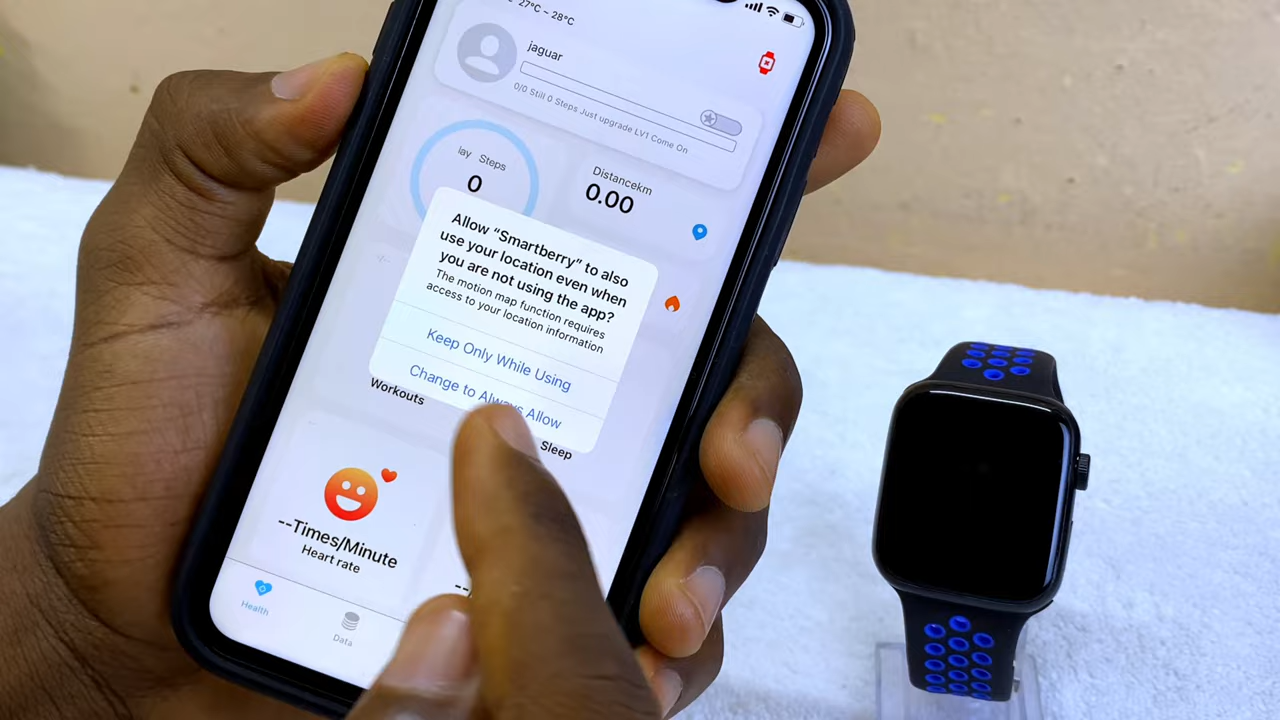 27°C ~ 28°C
jaguar
0/0 Still 0 Steps Just upgrade LV1 Come On
lay Steps
0
Distancekm
0.00
Allow “Smartberry” to also
use your location even when
you are not using the app?
The motion map function requires
access to your location information
Keep Only While Using
Change to Always Allow
Workouts
Sleep
--Times/Minute
Heart rate
--
Health
Data